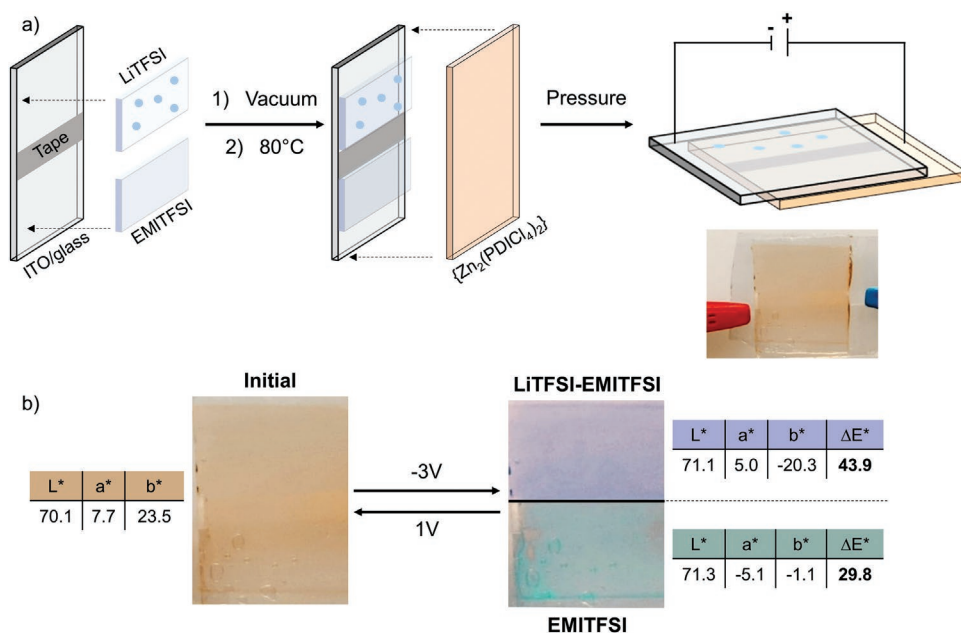 a)
LiTFSI
Tape
EMITFSI
ITO/glass
1) Vacuum
2) 80°C
{Zn₂(PDICl₄)₂}
Pressure
- +
b)
Initial
L* a* b*
70.1 7.7 23.5
-3V
1V
LiTFSI-EMITFSI
EMITFSI
L* a* b* ΔE*
71.1 5.0 -20.3 43.9
L* a* b* ΔE*
71.3 -5.1 -1.1 29.8